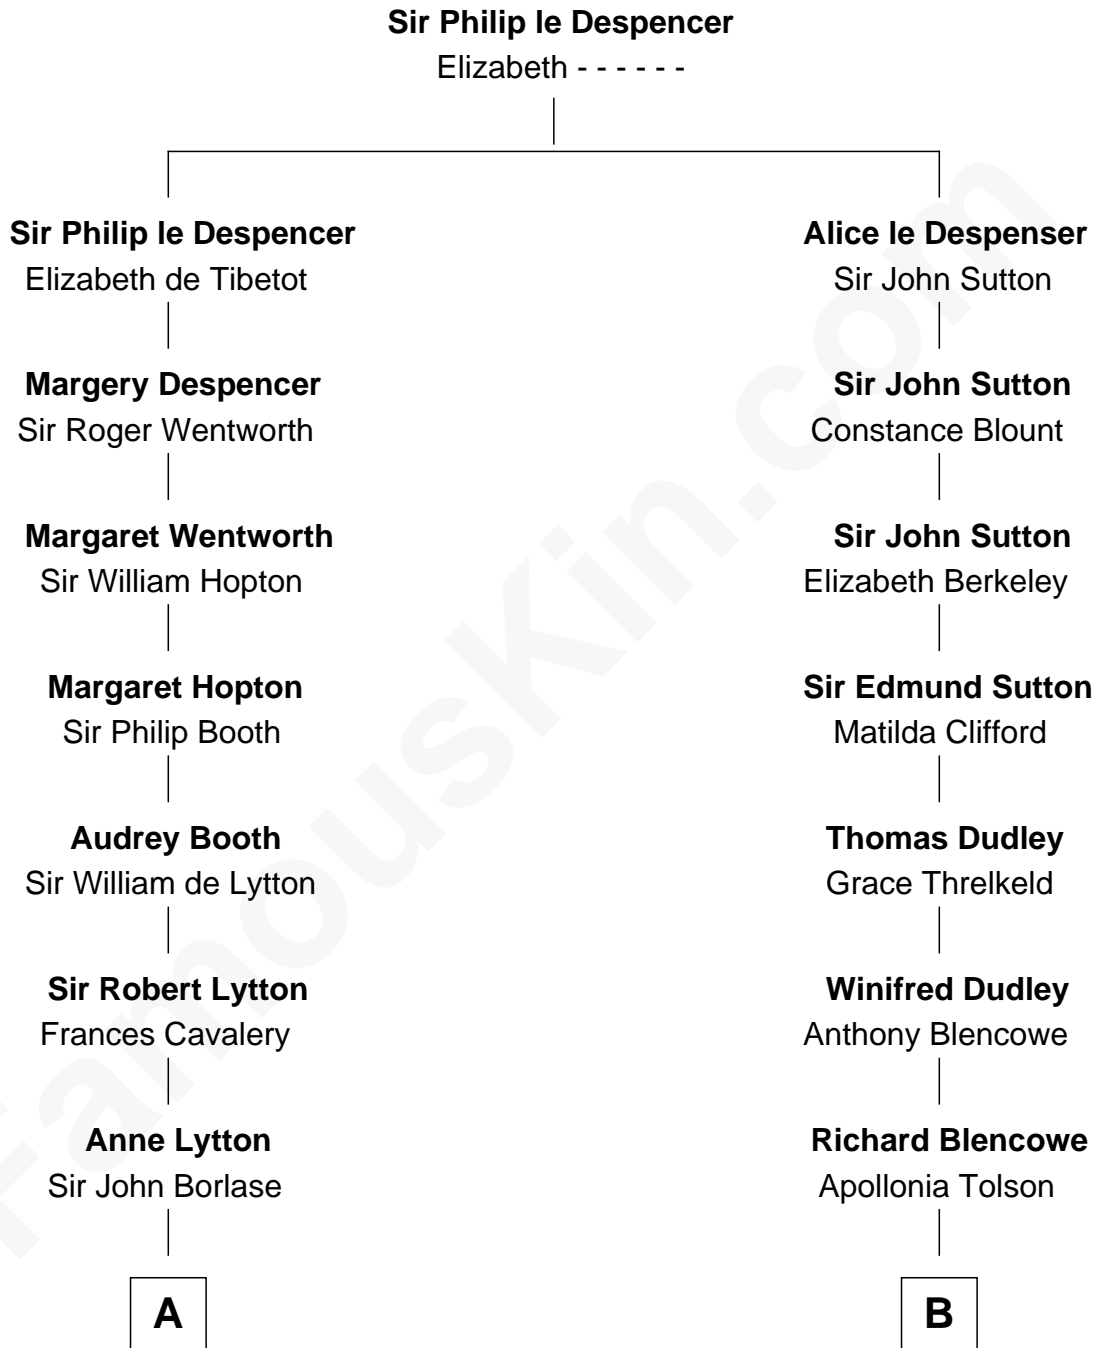 Sir Philip le Despencer
Elizabeth - - - - - -
Sir Philip le Despencer
Elizabeth de Tibetot
Alice le Despenser
Sir John Sutton
Margery Despencer
Sir Roger Wentworth
Sir John Sutton
Constance Blount
Margaret Wentworth
Sir William Hopton
Sir John Sutton
Elizabeth Berkeley
Margaret Hopton
Sir Philip Booth
Sir Edmund Sutton
Matilda Clifford
Audrey Booth
Sir William de Lytton
Thomas Dudley
Grace Threlkeld
Sir Robert Lytton
Frances Cavalery
Winifred Dudley
Anthony Blencowe
Anne Lytton
Sir John Borlase
Richard Blencowe
Apollonia Tolson
A
B
FamousKin.com